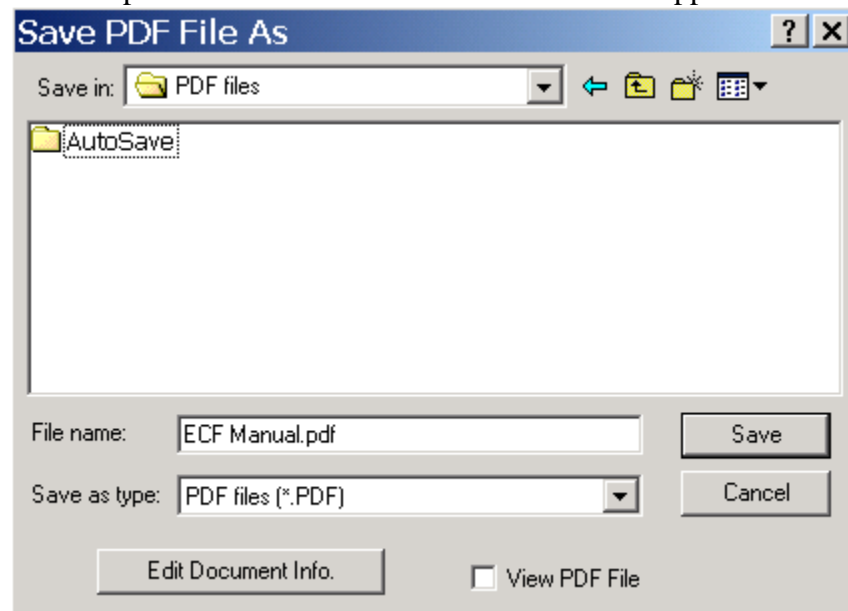 Save PDF File As
Save in: PDF files
AutoSave
File name: ECF Manual.pdf Save
Save as type: PDF files (*.PDF) Cancel
Edit Document Info. View PDF File